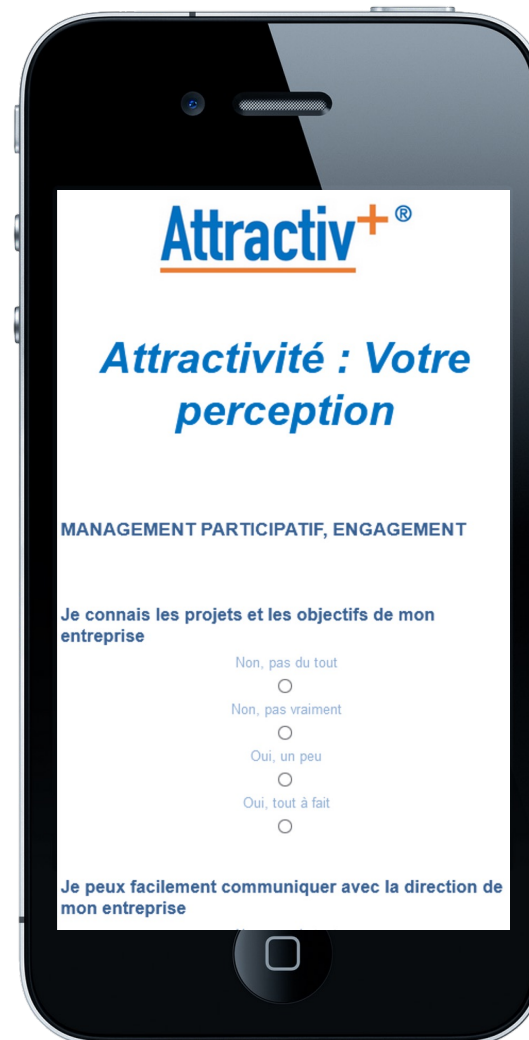 Attractiv+®
Attractivité : Votre
perception
MANAGEMENT PARTICIPATIF, ENGAGEMENT
Je connais les projets et les objectifs de mon
entreprise
Non, pas du tout
Non, pas vraiment
Oui, un peu
Oui, tout à fait
Je peux facilement communiquer avec la direction de
mon entreprise